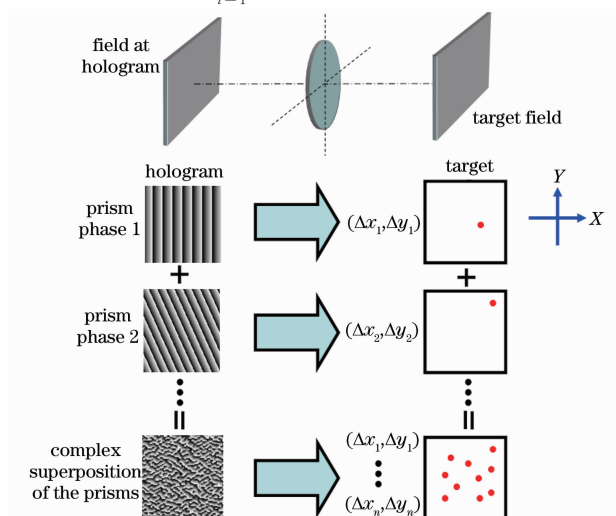 i=1
field at
hologram
target field
hologram
target
Y
X
prism
phase 1
(Δx₁,Δy₁)
+
+
prism
phase 2
(Δx₂,Δy₂)
complex
superposition
of the prisms
(Δx₁,Δy₁)
(Δxₙ,Δyₙ)